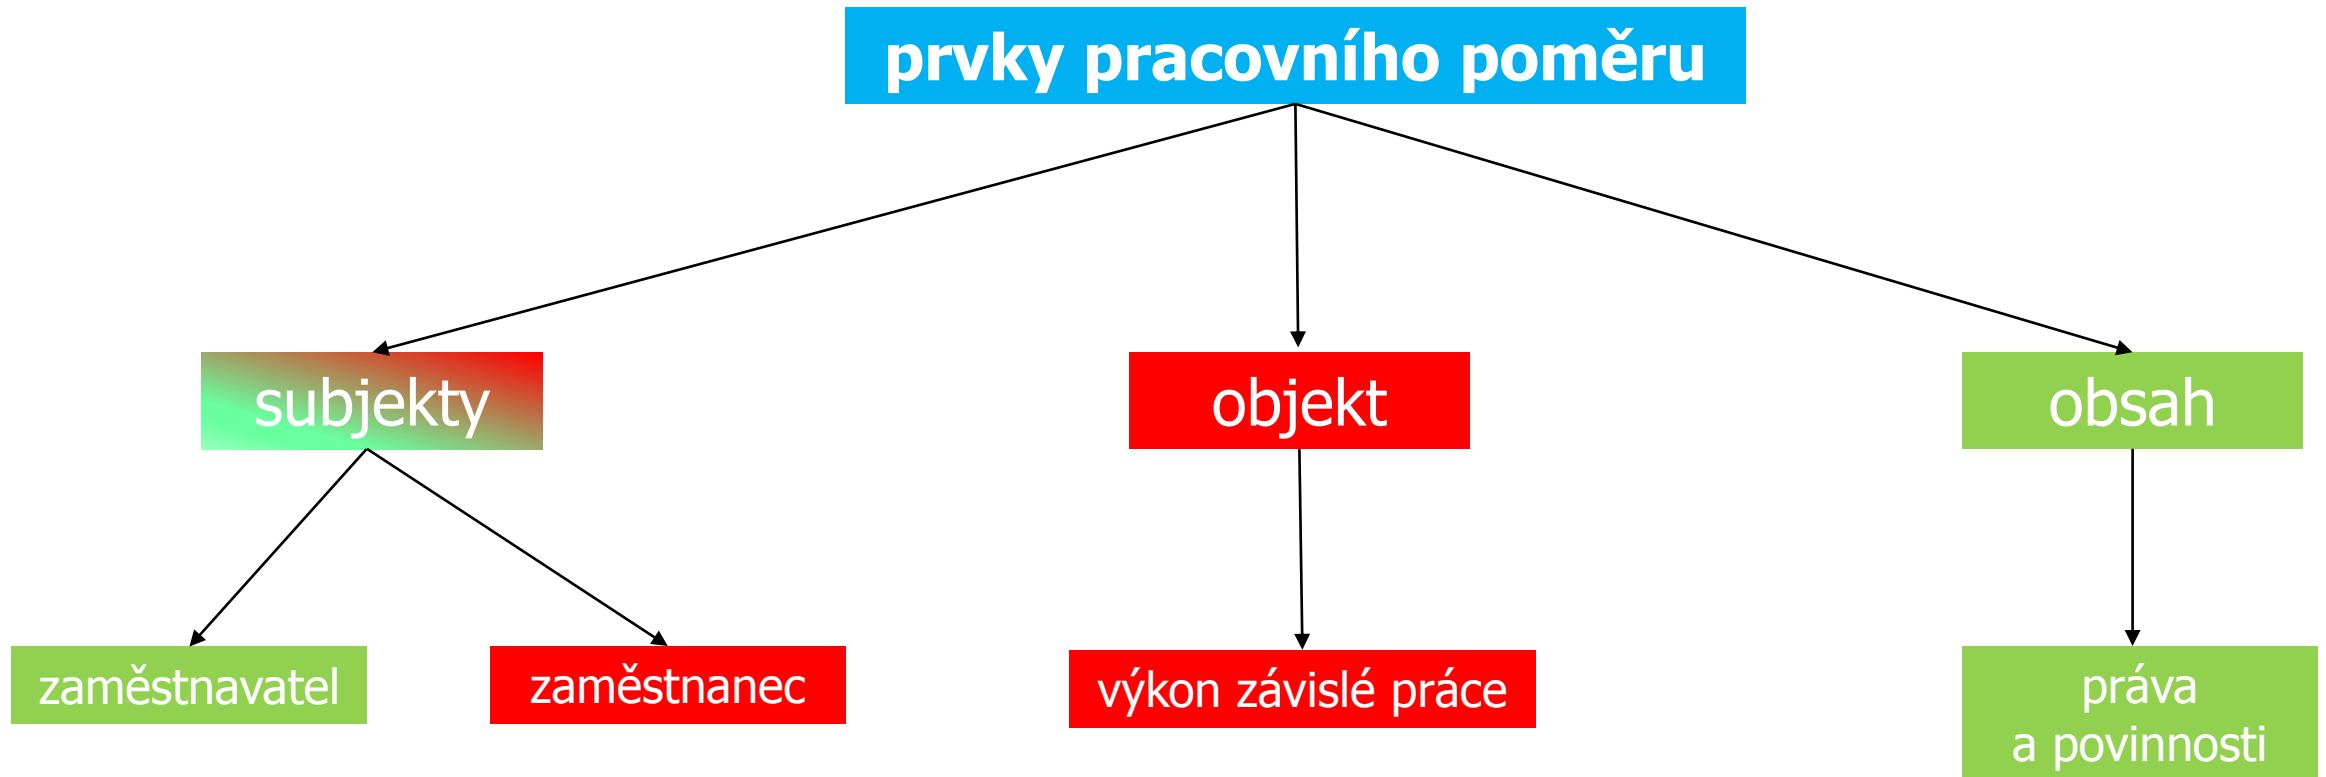 prvky pracovního poměru
subjekty
objekt
obsah
zaměstnavatel
zaměstnanec
výkon závislé práce
práva
a povinnosti